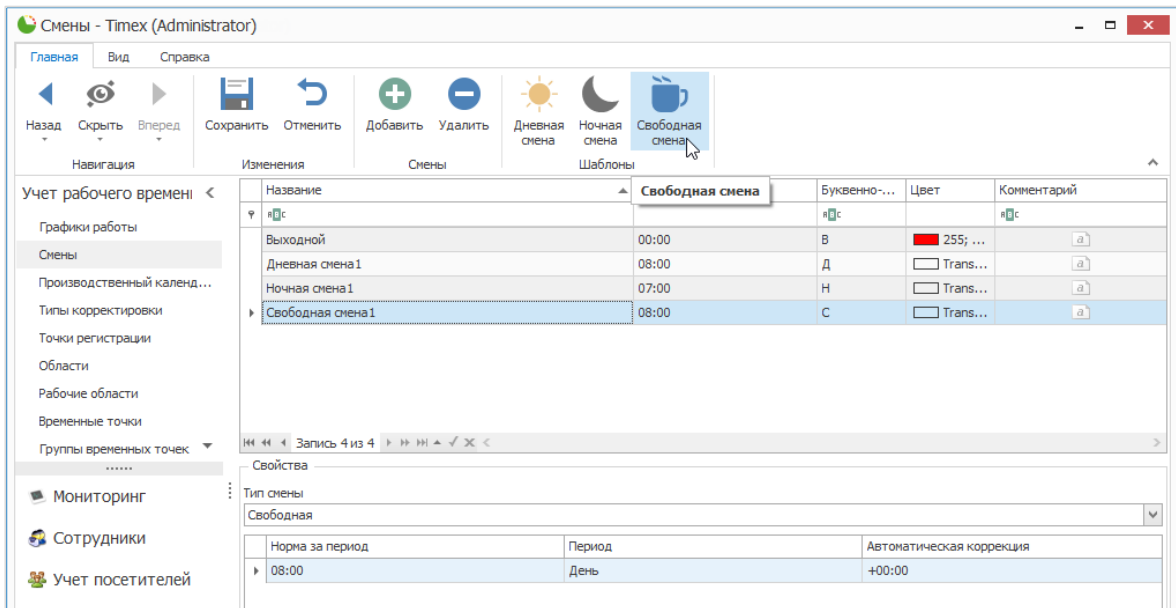 Смены - Timex (Administrator)
Главная Вид Справка
Назад Скрыть Вперед Сохранить Отменить Добавить Удалить Дневная смена Ночная смена Свободная смена
Навигация Изменения Смены Шаблоны
Учет рабочего времени
Графики работы
Смены
Производственный календ...
Типы корректировки
Точки регистрации
Области
Рабочие области
Временные точки
Группы временных точек
Мониторинг
Сотрудники
Учет посетителей
Название Свободная смена Буквенно-... Цвет Комментарий
Выходной 00:00 В 255; ...
Дневная смена1 08:00 Д Trans...
Ночная смена1 07:00 Н Trans...
Свободная смена1 08:00 С Trans...
Запись 4 из 4
Свойства
Тип смены
Свободная
Норма за период Период Автоматическая коррекция
08:00 День +00:00